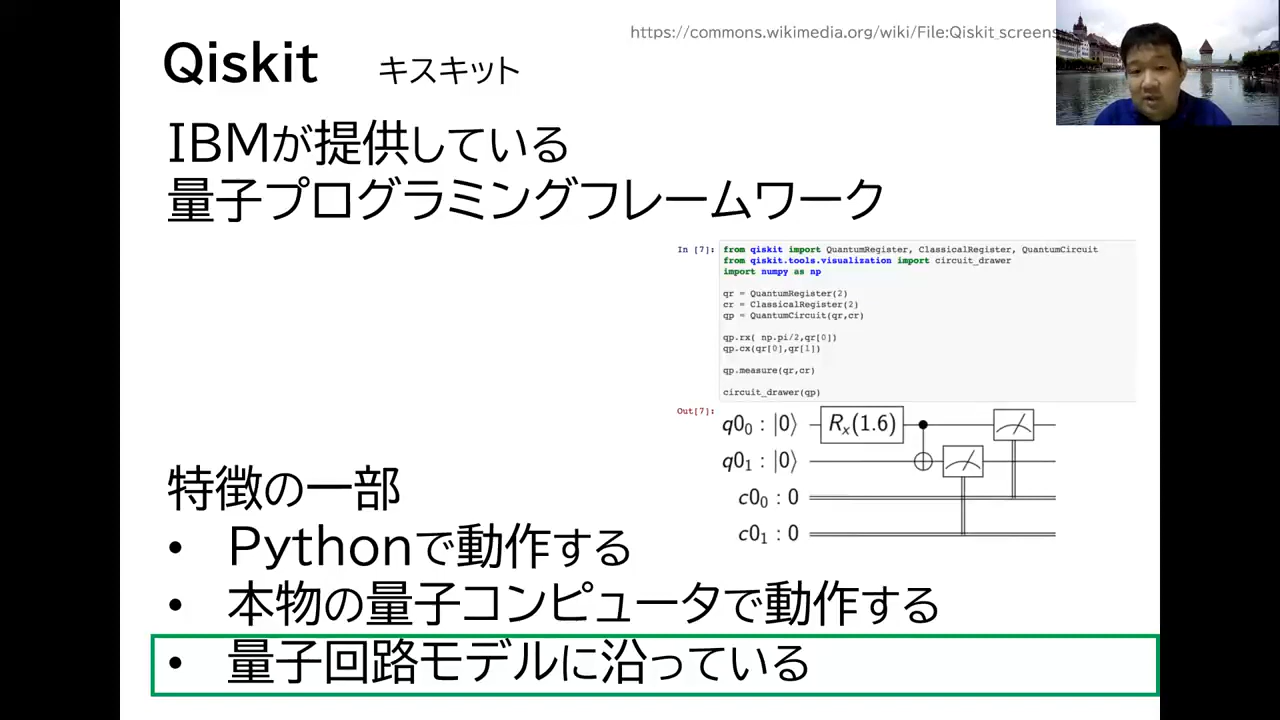 https://commons.wikimedia.org/wiki/File:Qiskit_screens
Qiskit キスキット
IBMが提供している
量子プログラミングフレームワーク
In [7]: from qiskit import QuantumRegister, ClassicalRegister, QuantumCircuit
from qiskit.tools.visualization import circuit_drawer
import numpy as np
qr = QuantumRegister(2)
cr = ClassicalRegister(2)
qp = QuantumCircuit(qr,cr)
qp.rx( np.pi/2,qr[0])
qp.cx(qr[0],qr[1])
qp.measure(qr,cr)
circuit_drawer(qp)
Out[7]:
q0₀ : |0⟩ Rₓ(1.6)
q0₁ : |0⟩
c0₀ : 0
c0₁ : 0
特徴の一部
• Pythonで動作する
• 本物の量子コンピュータで動作する
• 量子回路モデルに沿っている